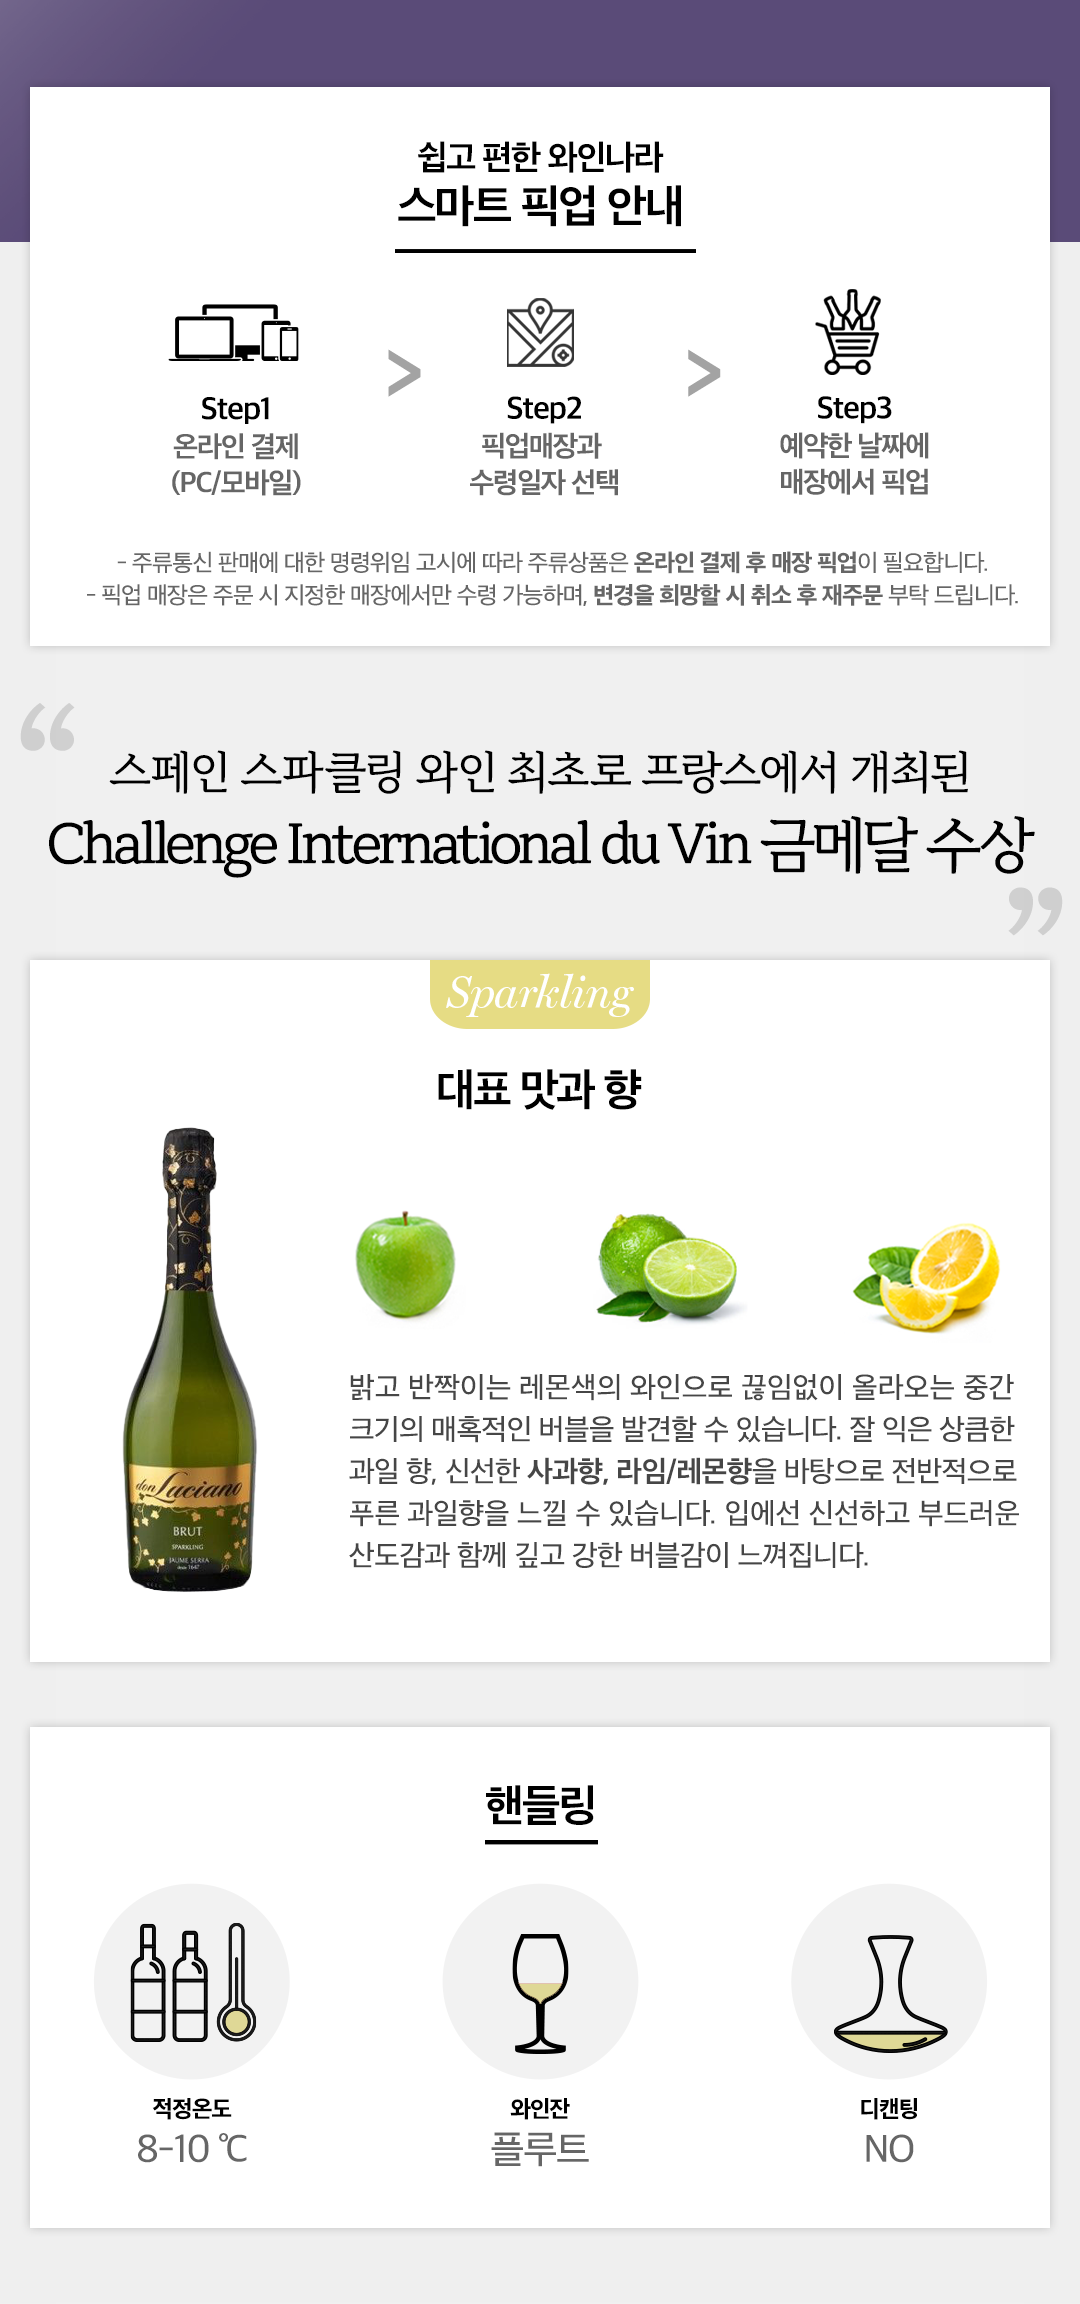 쉽고 편한 와인나라
스마트 픽업 안내
Step1
온라인 결제
(PC/모바일)
>
Step2
픽업매장과
수령일자 선택
>
Step3
예약한 날짜에
매장에서 픽업
- 주류통신 판매에 대한 명령위임 고시에 따라 주류상품은 온라인 결제 후 매장 픽업이 필요합니다.
- 픽업 매장은 주문 시 지정한 매장에서만 수령 가능하며, 변경을 희망할 시 취소 후 재주문 부탁 드립니다.
“
스페인 스파클링 와인 최초로 프랑스에서 개최된
Challenge International du Vin 금메달 수상
”
Sparkling
대표 맛과 향
don Luciano
BRUT
SPARKLING
JAUME SERRA
desde 1647
밝고 반짝이는 레몬색의 와인으로 끊임없이 올라오는 중간
크기의 매혹적인 버블을 발견할 수 있습니다. 잘 익은 상큼한
과일 향, 신선한 사과향, 라임/레몬향을 바탕으로 전반적으로
푸른 과일향을 느낄 수 있습니다. 입에선 신선하고 부드러운
산도감과 함께 깊고 강한 버블감이 느껴집니다.
핸들링
적정온도
8-10 ℃
와인잔
플루트
디캔팅
NO